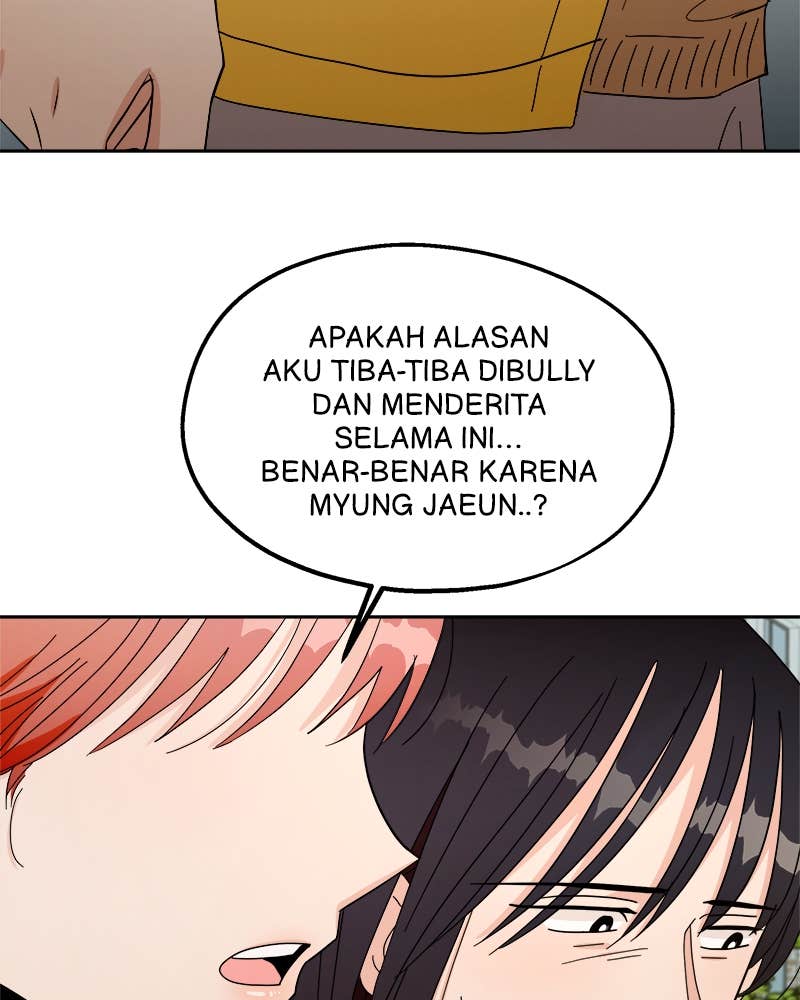 APAKAH ALASAN
AKU TIBA-TIBA DIBULLY
DAN MENDERITA
SELAMA INI...
BENAR-BENAR KARENA
MYUNG JAEUN..?